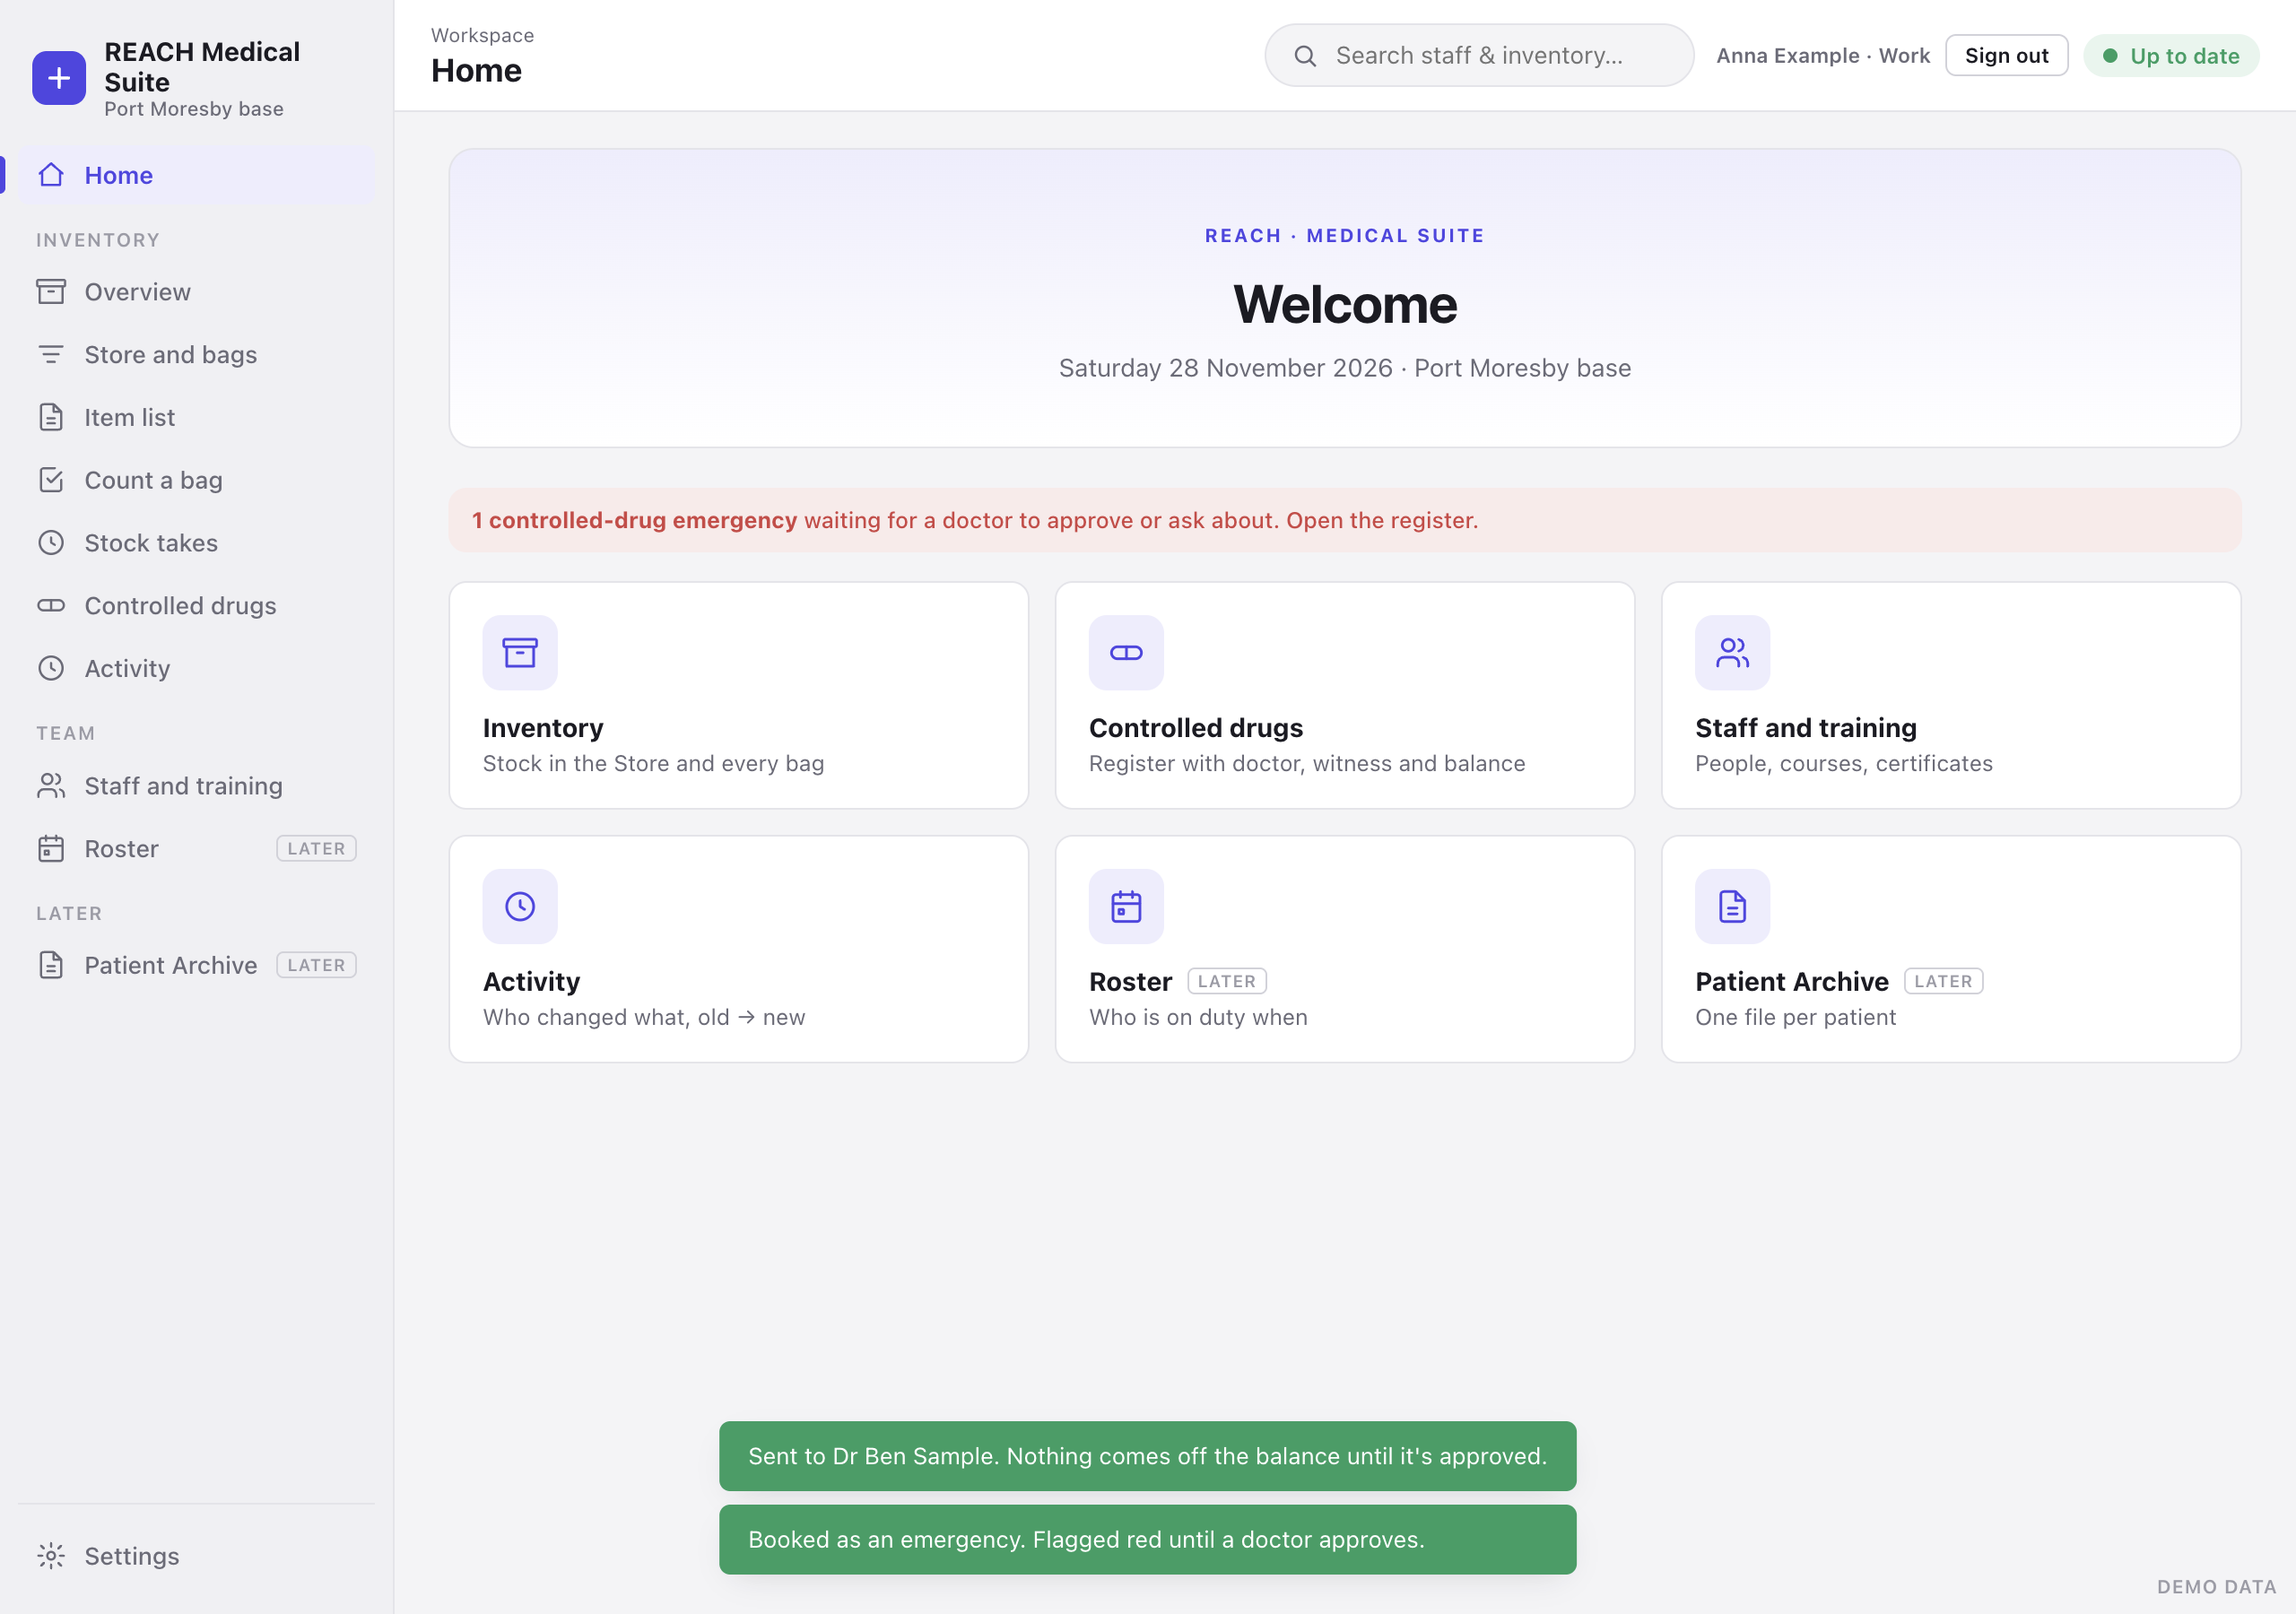 REACH Medical
Suite
Port Moresby base
Home
INVENTORY
Overview
Store and bags
Item list
Count a bag
Stock takes
Controlled drugs
Activity
TEAM
Staff and training
Roster LATER
LATER
Patient Archive LATER
Settings
Workspace
Home
Search staff & inventory...
Anna Example · Work
Sign out
Up to date
REACH · MEDICAL SUITE
Welcome
Saturday 28 November 2026 · Port Moresby base
1 controlled-drug emergency waiting for a doctor to approve or ask about. Open the register.
Inventory
Stock in the Store and every bag
Controlled drugs
Register with doctor, witness and balance
Staff and training
People, courses, certificates
Activity
Who changed what, old → new
Roster LATER
Who is on duty when
Patient Archive LATER
One file per patient
Sent to Dr Ben Sample. Nothing comes off the balance until it's approved.
Booked as an emergency. Flagged red until a doctor approves.
DEMO DATA